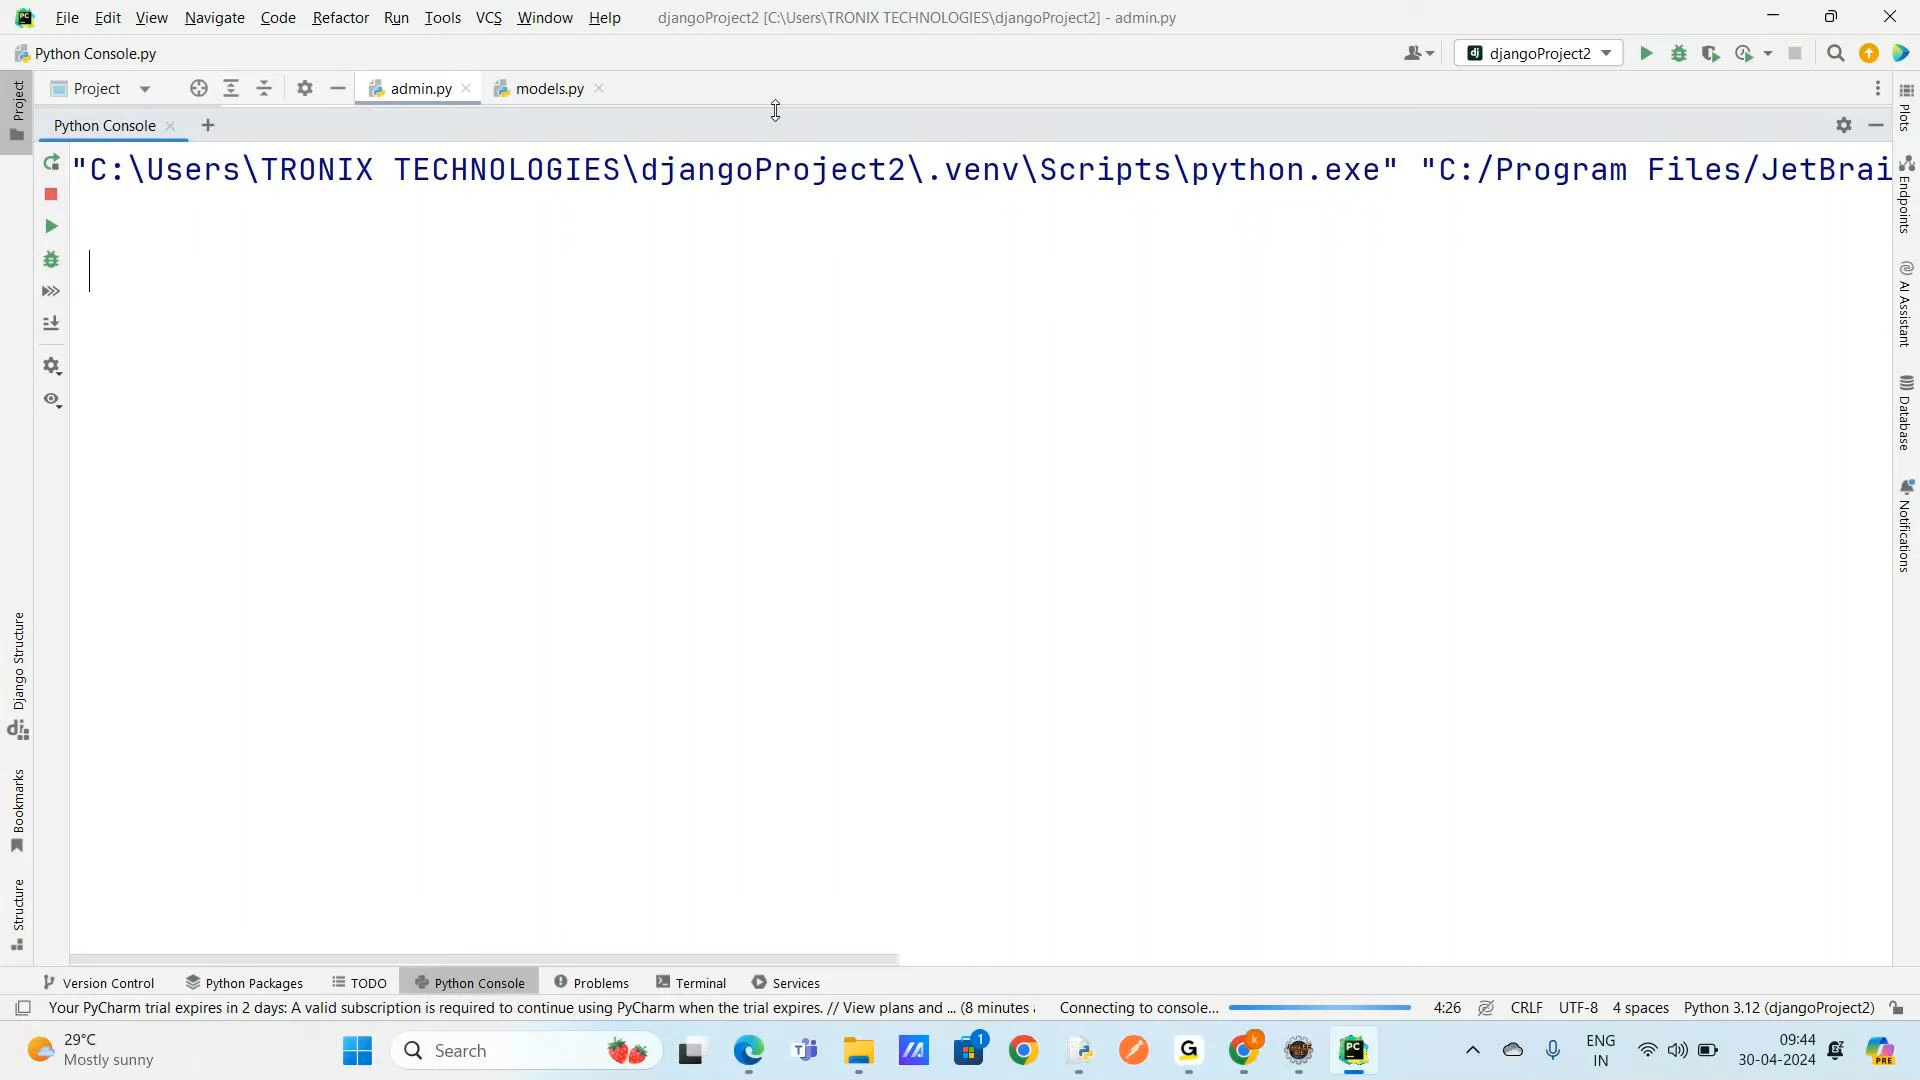 File Edit View Navigate Code Refactor Run Tools VCS Window Help djangoProject2 [C:\Users\TRONIX TECHNOLOGIES\djangoProject2] - admin.py
Python Console.py
djangoProject2
Project
admin.py
models.py
Python Console
"C:\Users\TRONIX TECHNOLOGIES\djangoProject2\.venv\Scripts\python.exe" "C:/Program Files/JetBrai
Project
Django Structure
Bookmarks
Structure
Plots
Endpoints
AI Assistant
Database
Notifications
Version Control Python Packages TODO Python Console Problems Terminal Services
Your PyCharm trial expires in 2 days: A valid subscription is required to continue using PyCharm when the trial expires. // View plans and ... (8 minutes Connecting to console... 4:26 CRLF UTF-8 4 spaces Python 3.12 (djangoProject2)
29°C
Mostly sunny
Search
ENG
IN
09:44
30-04-2024